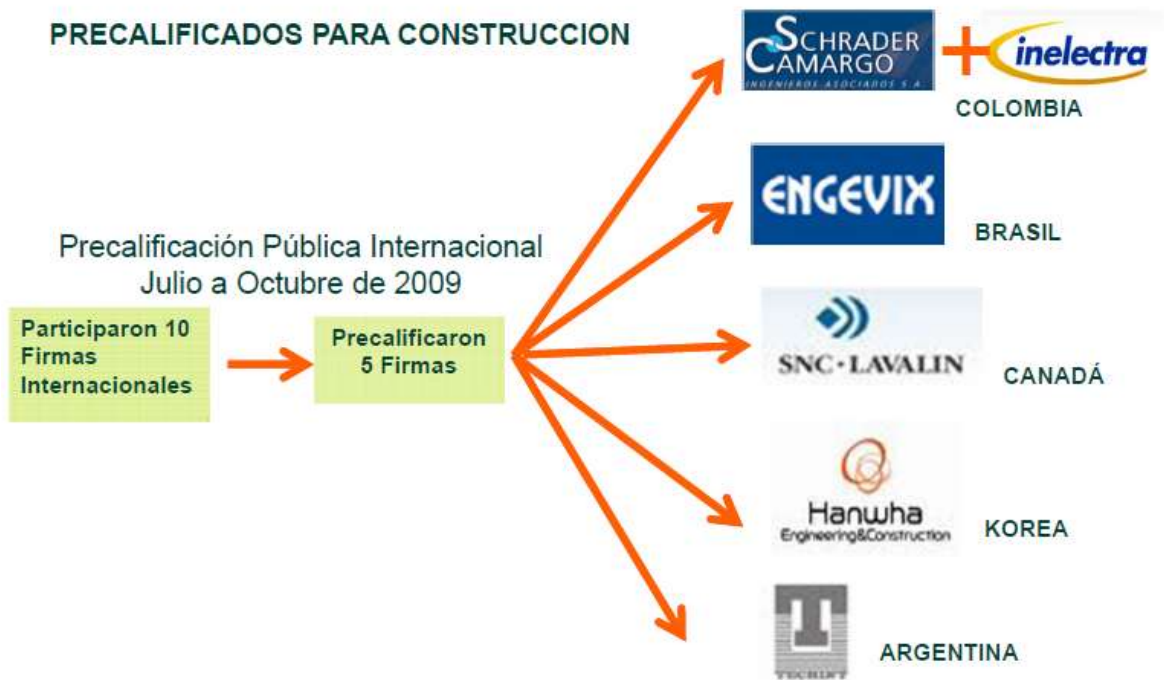 PRECALIFICADOS PARA CONSTRUCCION
SCHRADER
CAMARGO
INGENIEROS ASOCIADOS S.A.
+
inelectra
COLOMBIA
ENGEVIX
BRASIL
Precalificación Pública Internacional
Julio a Octubre de 2009
Participaron 10
Firmas
Internacionales
Precalificaron
5 Firmas
SNC · LAVALIN
CANADÁ
Hanwha
Engineering&Construction
KOREA
TECHINT
ARGENTINA